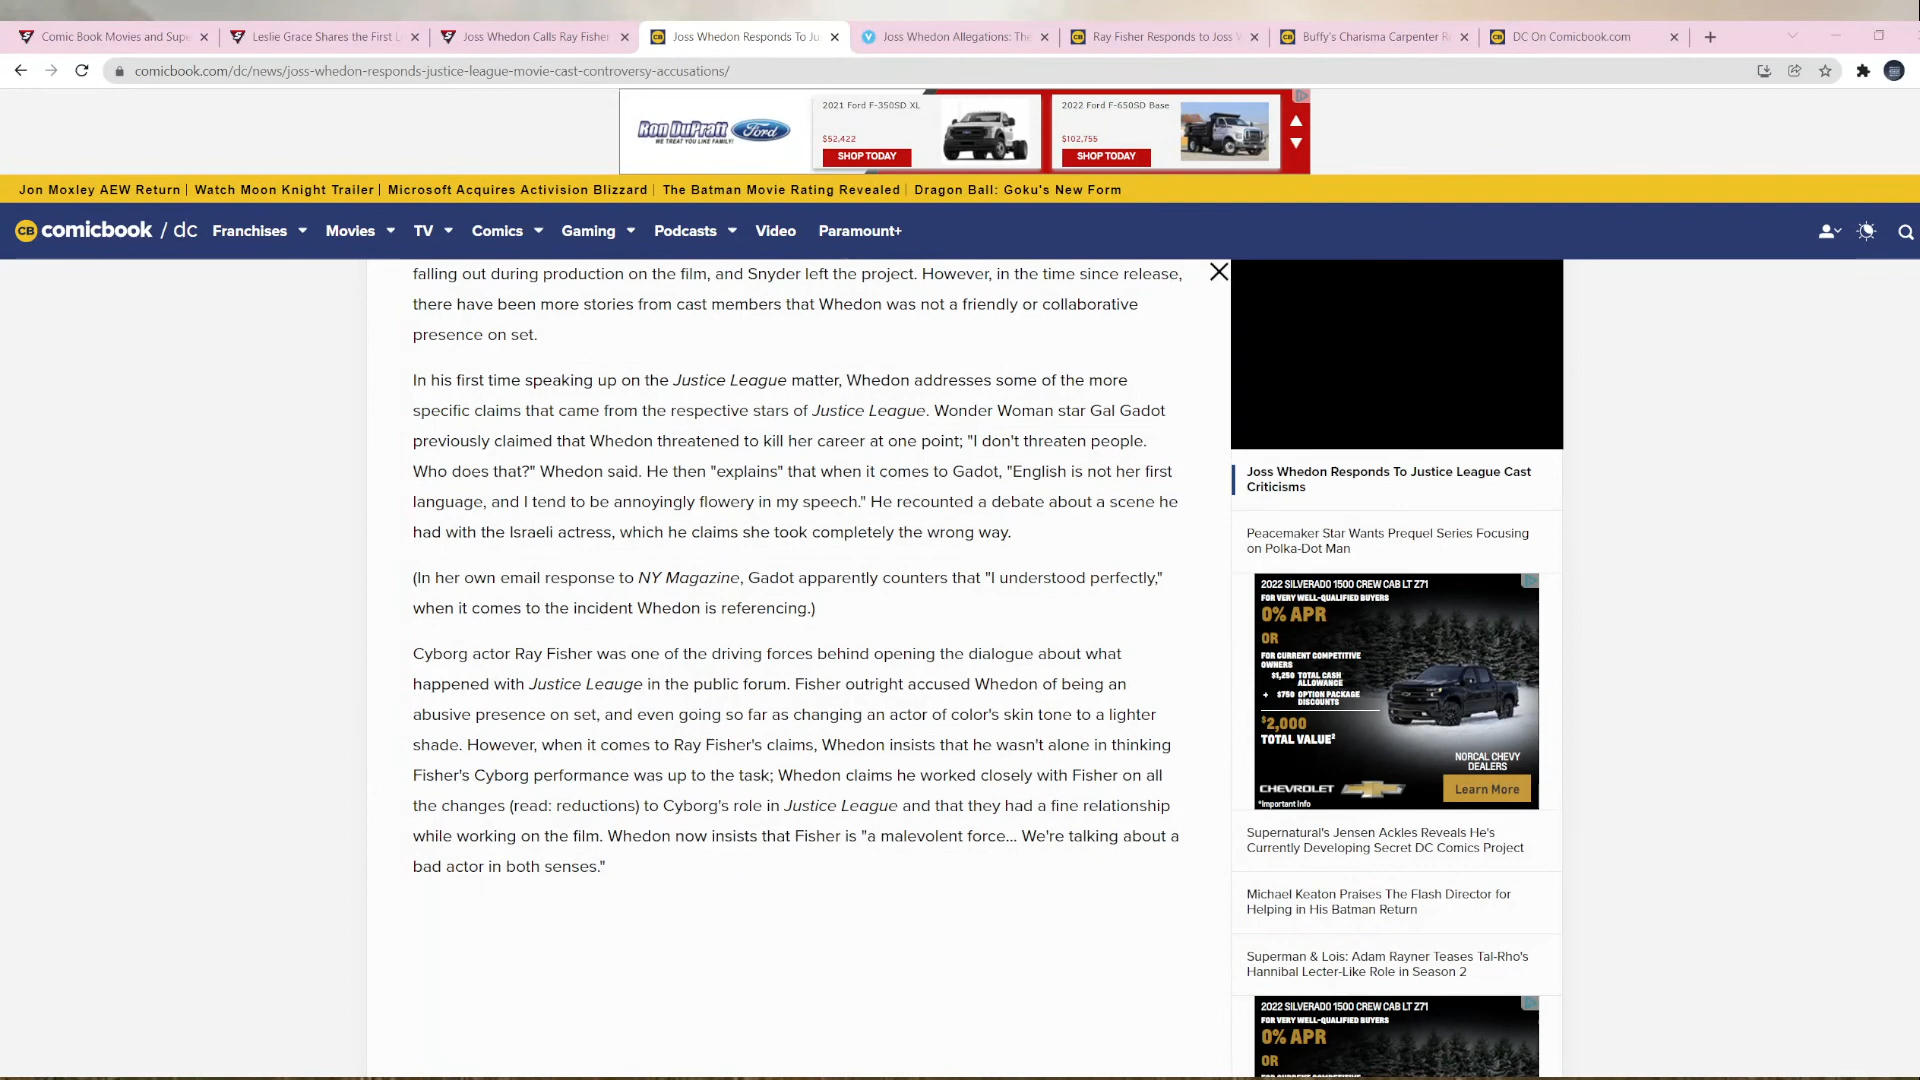 Comic Book Movies and Supe
Leslie Grace Shares the First L
Joss Whedon Calls Ray Fisher
Joss Whedon Responds To Ju
Joss Whedon Allegations: The
Ray Fisher Responds to Joss W
Buffy's Charisma Carpenter R
DC On Comicbook.com
comicbook.com/dc/news/joss-whedon-responds-justice-league-movie-cast-controversy-accusations/
Ron DuPratt Ford
WE TREAT YOU LIKE FAMILY!
2021 Ford F-350SD XL
$52,422
SHOP TODAY
2022 Ford F-650SD Base
$102,755
SHOP TODAY
Jon Moxley AEW Return | Watch Moon Knight Trailer | Microsoft Acquires Activision Blizzard | The Batman Movie Rating Revealed | Dragon Ball: Goku's New Form
CB comicbook / dc Franchises Movies TV Comics Gaming Podcasts Video Paramount+
falling out during production on the film, and Snyder left the project. However, in the time since release,
there have been more stories from cast members that Whedon was not a friendly or collaborative
presence on set.
In his first time speaking up on the Justice League matter, Whedon addresses some of the more
specific claims that came from the respective stars of Justice League. Wonder Woman star Gal Gadot
previously claimed that Whedon threatened to kill her career at one point; "I don't threaten people.
Who does that?" Whedon said. He then "explains" that when it comes to Gadot, "English is not her first
language, and I tend to be annoyingly flowery in my speech." He recounted a debate about a scene he
had with the Israeli actress, which he claims she took completely the wrong way.
(In her own email response to NY Magazine, Gadot apparently counters that "I understood perfectly,"
when it comes to the incident Whedon is referencing.)
Cyborg actor Ray Fisher was one of the driving forces behind opening the dialogue about what
happened with Justice Leauge in the public forum. Fisher outright accused Whedon of being an
abusive presence on set, and even going so far as changing an actor of color's skin tone to a lighter
shade. However, when it comes to Ray Fisher's claims, Whedon insists that he wasn't alone in thinking
Fisher's Cyborg performance was up to the task; Whedon claims he worked closely with Fisher on all
the changes (read: reductions) to Cyborg's role in Justice League and that they had a fine relationship
while working on the film. Whedon now insists that Fisher is "a malevolent force... We're talking about a
bad actor in both senses."
Joss Whedon Responds To Justice League Cast
Criticisms
Peacemaker Star Wants Prequel Series Focusing
on Polka-Dot Man
2022 SILVERADO 1500 CREW CAB LT Z71
FOR VERY WELL-QUALIFIED BUYERS
0% APR
OR
FOR CURRENT COMPETITIVE
OWNERS
$1,250 TOTAL CASH
ALLOWANCE
+ $750 OPTION PACKAGE
DISCOUNTS
$2,000
TOTAL VALUE²
NORCAL CHEVY
DEALERS
CHEVROLET
Learn More
*Important info
Supernatural's Jensen Ackles Reveals He's
Currently Developing Secret DC Comics Project
Michael Keaton Praises The Flash Director for
Helping in His Batman Return
Superman & Lois: Adam Rayner Teases Tal-Rho's
Hannibal Lecter-Like Role in Season 2
2022 SILVERADO 1500 CREW CAB LT Z71
FOR VERY WELL-QUALIFIED BUYERS
0% APR
OR
FOR CURRENT COMPETITIVE